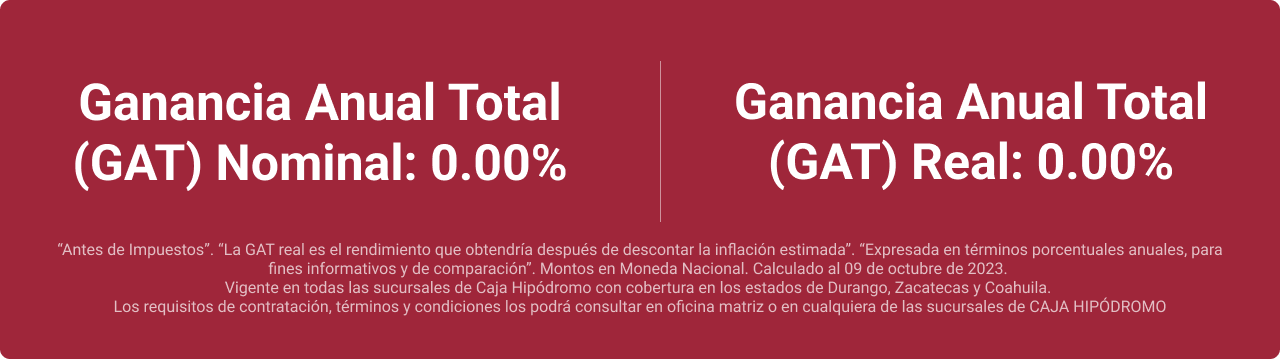 Ganancia Anual Total
(GAT) Nominal: 0.00%
Ganancia Anual Total
(GAT) Real: 0.00%
“Antes de Impuestos”. “La GAT real es el rendimiento que obtendría después de descontar la inflación estimada”. “Expresada en términos porcentuales anuales, para
fines informativos y de comparación”. Montos en Moneda Nacional. Calculado al 09 de octubre de 2023.
Vigente en todas las sucursales de Caja Hipódromo con cobertura en los estados de Durango, Zacatecas y Coahuila.
Los requisitos de contratación, términos y condiciones los podrá consultar en oficina matriz o en cualquiera de las sucursales de CAJA HIPÓDROMO